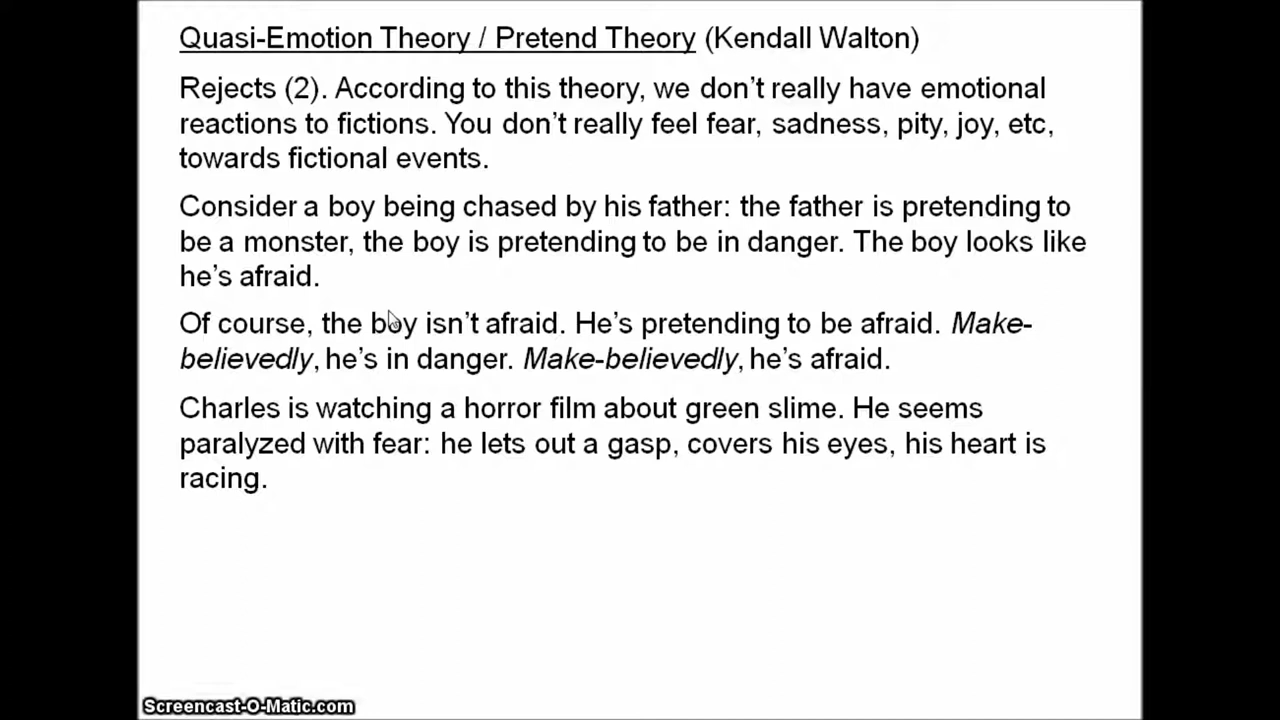 Quasi-Emotion Theory / Pretend Theory (Kendall Walton)
Rejects (2). According to this theory, we don’t really have emotional
reactions to fictions. You don’t really feel fear, sadness, pity, joy, etc,
towards fictional events.
Consider a boy being chased by his father: the father is pretending to
be a monster, the boy is pretending to be in danger. The boy looks like
he’s afraid.
Of course, the boy isn’t afraid. He’s pretending to be afraid. Make-
believedly, he’s in danger. Make-believedly, he’s afraid.
Charles is watching a horror film about green slime. He seems
paralyzed with fear: he lets out a gasp, covers his eyes, his heart is
racing.
Screencast-O-Matic.com